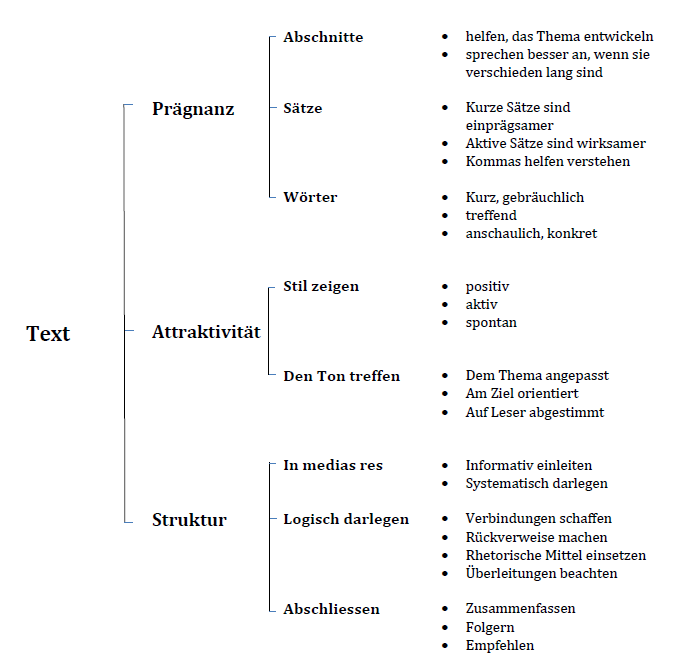 Text
Prägnanz
Abschnitte
• helfen, das Thema entwickeln
• sprechen besser an, wenn sie
verschieden lang sind
Sätze
• Kurze Sätze sind
einprägsamer
• Aktive Sätze sind wirksamer
• Kommas helfen verstehen
Wörter
• Kurz, gebräuchlich
• treffend
• anschaulich, konkret
Attraktivität
Stil zeigen
• positiv
• aktiv
• spontan
Den Ton treffen
• Dem Thema angepasst
• Am Ziel orientiert
• Auf Leser abgestimmt
Struktur
In medias res
• Informativ einleiten
• Systematisch darlegen
Logisch darlegen
• Verbindungen schaffen
• Rückverweise machen
• Rhetorische Mittel einsetzen
• Überleitungen beachten
Abschliessen
• Zusammenfassen
• Folgern
• Empfehlen